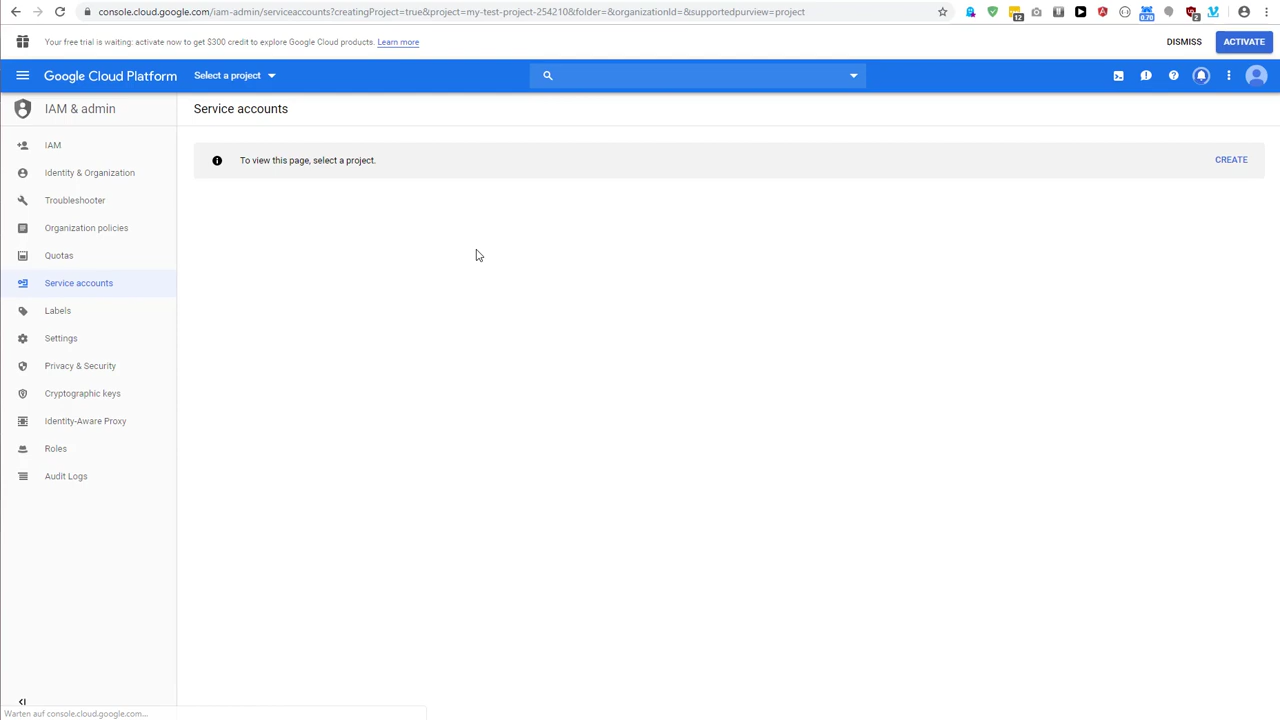 console.cloud.google.com/iam-admin/serviceaccounts?creatingProject=true&project=my-test-project-254210&folder=&organizationId=&supportedpurview=project
12
0.70
2
Your free trial is waiting: activate now to get $300 credit to explore Google Cloud products. Learn more
DISMISS
ACTIVATE
Google Cloud Platform
Select a project
IAM & admin
Service accounts
IAM
Identity & Organization
Troubleshooter
Organization policies
Quotas
Service accounts
Labels
Settings
Privacy & Security
Cryptographic keys
Identity-Aware Proxy
Roles
Audit Logs
To view this page, select a project.
CREATE
Warten auf console.cloud.google.com...